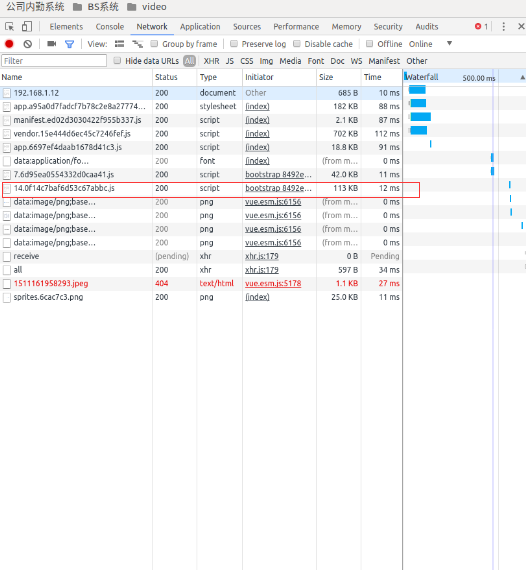 公司内勤系统 BS系统 video
Elements Console Network Application Sources Performance Memory Security Audits 1
View: Group by frame Preserve log Disable cache Offline Online
Filter Hide data URLs All XHR JS CSS Img Media Font Doc WS Manifest Other
Name Status Type Initiator Size Time Waterfall 500.00 ms
192.168.1.12 200 document Other 685 B 10 ms
app.a95a0d7fadcf7b78c2e8a27774... 200 stylesheet (index) 182 KB 88 ms
manifest.ed02d3030422f955b337.js 200 script (index) 2.1 KB 87 ms
vendor.15e444d6ec45c7246fef.js 200 script (index) 702 KB 112 ms
app.6697ef4daab1678d41c3.js 200 script (index) 18.8 KB 91 ms
data:application/fo... 200 font (index) (from m... 0 ms
7.6d95ea0554332d0caa41.js 200 script bootstrap 8492e... 42.0 KB 11 ms
14.0f14c7baf6d53c67abbc.js 200 script bootstrap 8492e... 113 KB 12 ms
data:image/png;base... 200 png vue.esm.js:6156 (from m... 0 ms
data:image/png;base... 200 png vue.esm.js:6156 (from m... 0 ms
data:image/png;base... 200 png vue.esm.js:6156 (from m... 0 ms
data:image/png;base... 200 png vue.esm.js:6156 (from m... 0 ms
receive (pending) xhr xhr.js:179 0 B Pending
all 200 xhr xhr.js:179 597 B 34 ms
1511161958293.jpeg 404 text/html vue.esm.js:5178 1.1 KB 27 ms
sprites.6cac7c3.png 200 png (index) 25.0 KB 11 ms